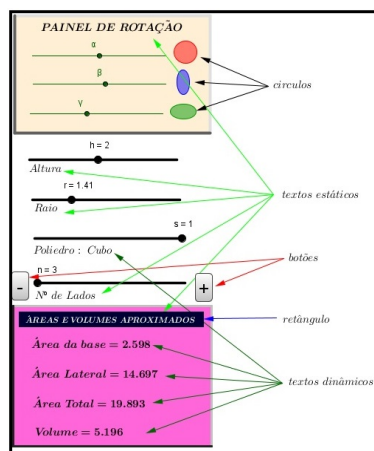 PAINEL DE ROTAÇÃO
α
β
γ
círculos
h = 2
Altura
r = 1.41
Raio
textos estáticos
s = 1
Poliedro : Cubo
botões
n = 3
-
+
Nº de Lados
ÁREAS E VOLUMES APROXIMADOS
retângulo
Área da base = 2.598
Área Lateral = 14.697
textos dinâmicos
Área Total = 19.893
Volume = 5.196